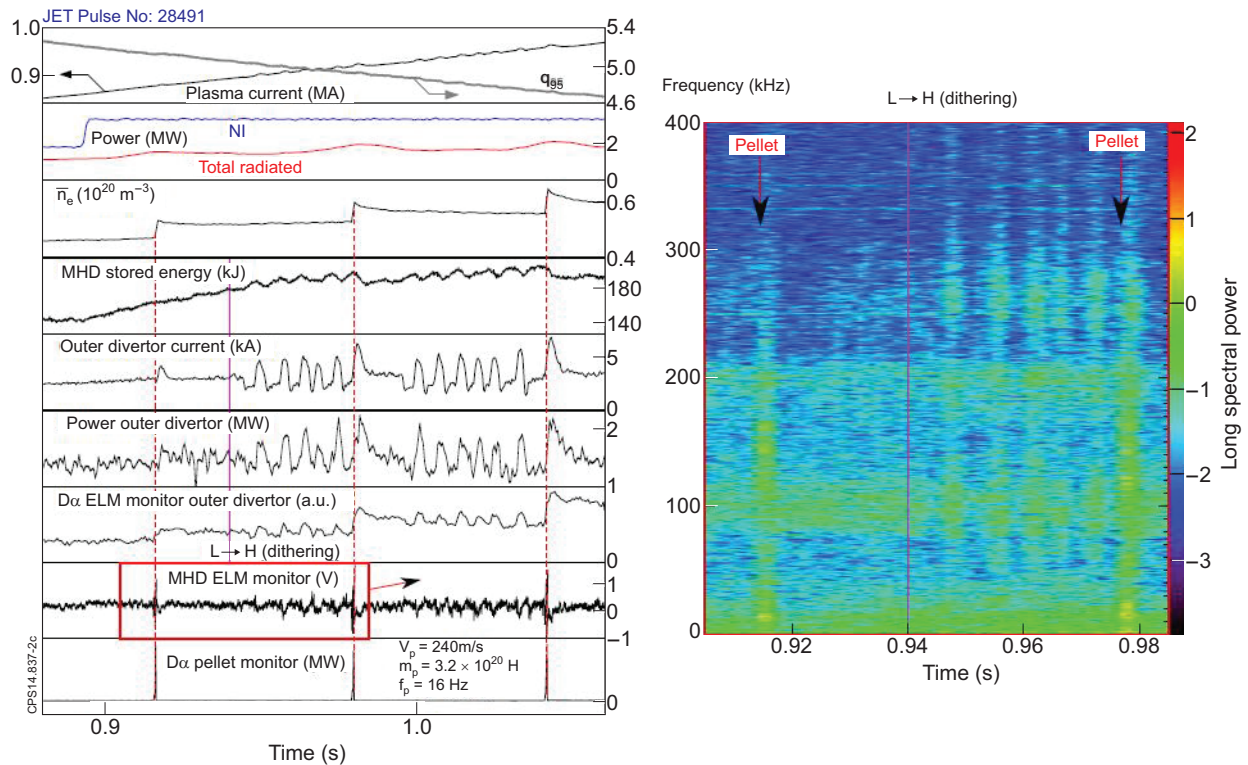 JET Pulse No: 28491
1.0
0.9
5.4
5.0
4.6
q95
Plasma current (MA)
Power (MW)
NI
Total radiated
2
0
n̅e (10^20 m^−3)
0.6
0.4
MHD stored energy (kJ)
180
140
Outer divertor current (kA)
5
0
Power outer divertor (MW)
2
1
Dα ELM monitor outer divertor (a.u.)
0
L → H (dithering)
MHD ELM monitor (V)
1
0
−1
Dα pellet monitor (MW)
Vp = 240m/s
mp = 3.2 × 10^20 H
fp = 16 Hz
0
CPS14.837-2c
0.9
1.0
Time (s)
Frequency (kHz)
L → H (dithering)
400
300
200
100
0
Pellet
Pellet
0.92
0.94
0.96
0.98
Time (s)
2
1
0
−1
−2
−3
Long spectral power